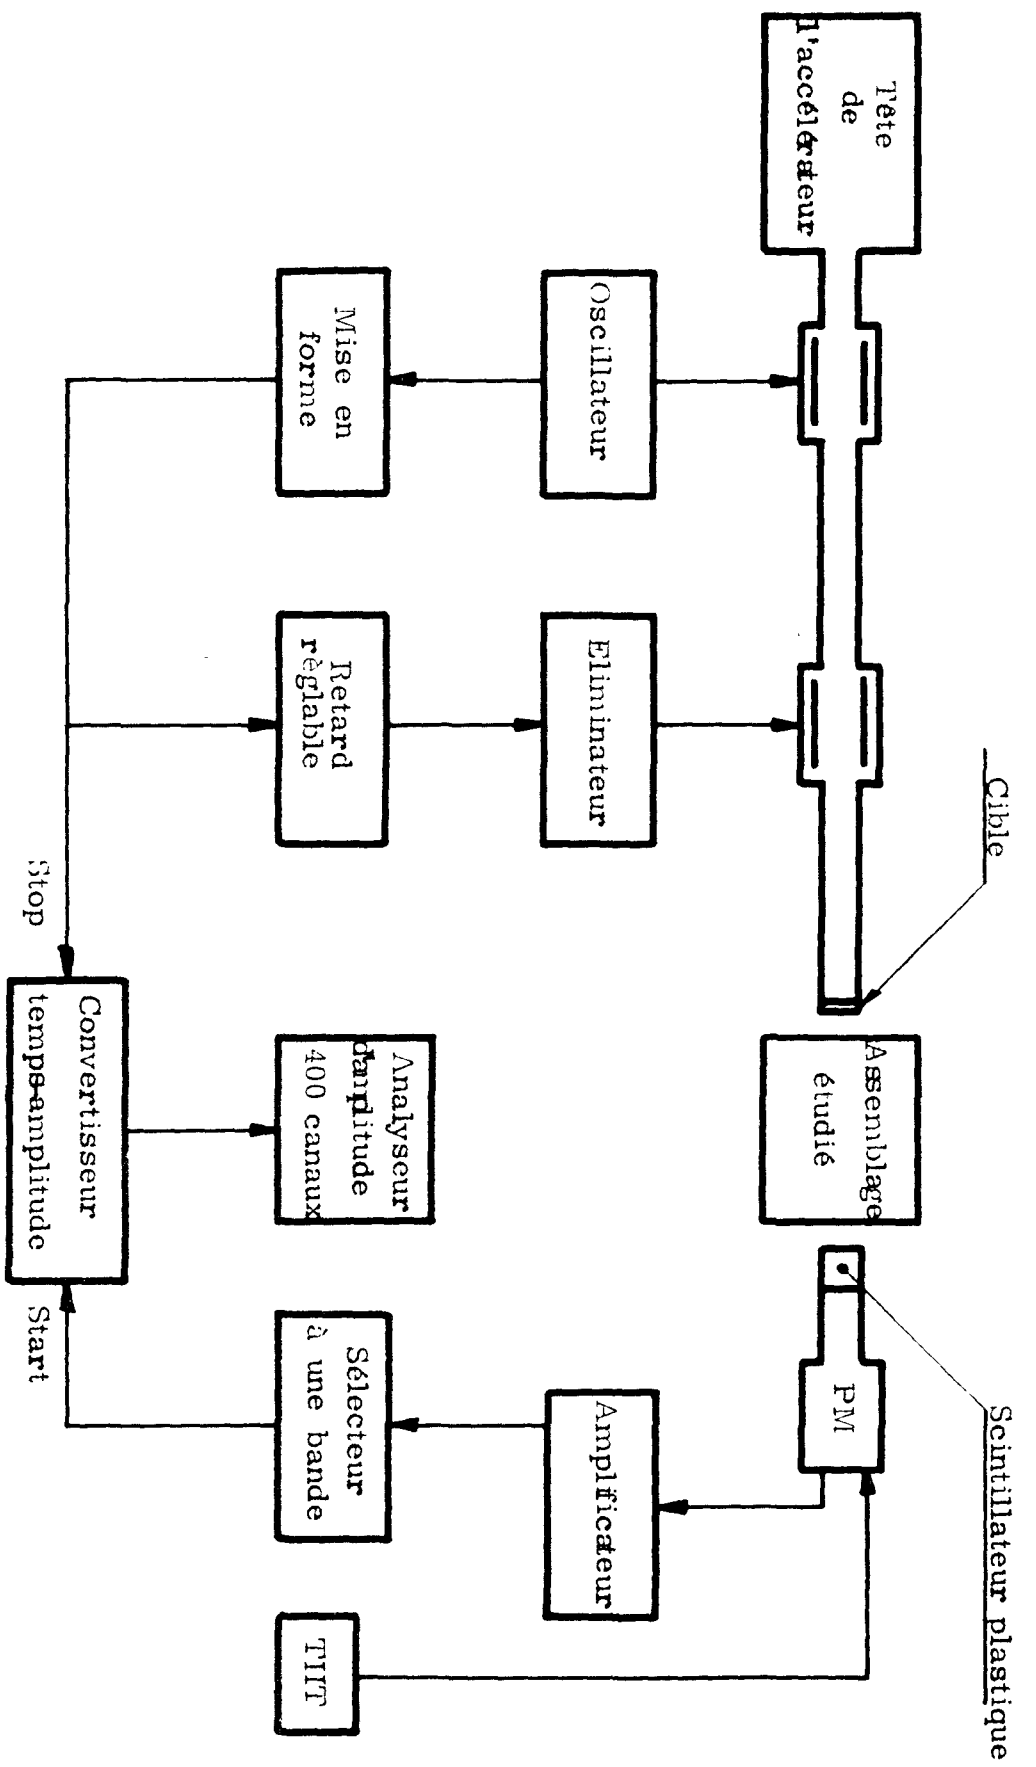 Cible
Scintillateur plastique
Tête
de
l'accélérateur
Assemblage
étudié
PM
Oscillateur
Eliminateur
Amplificateur
Mise en
forme
Retard
règlable
Analyseur
d'amplitude
400 canaux
Sélecteur
à une bande
THT
Stop
Convertisseur
temps-amplitude
Start